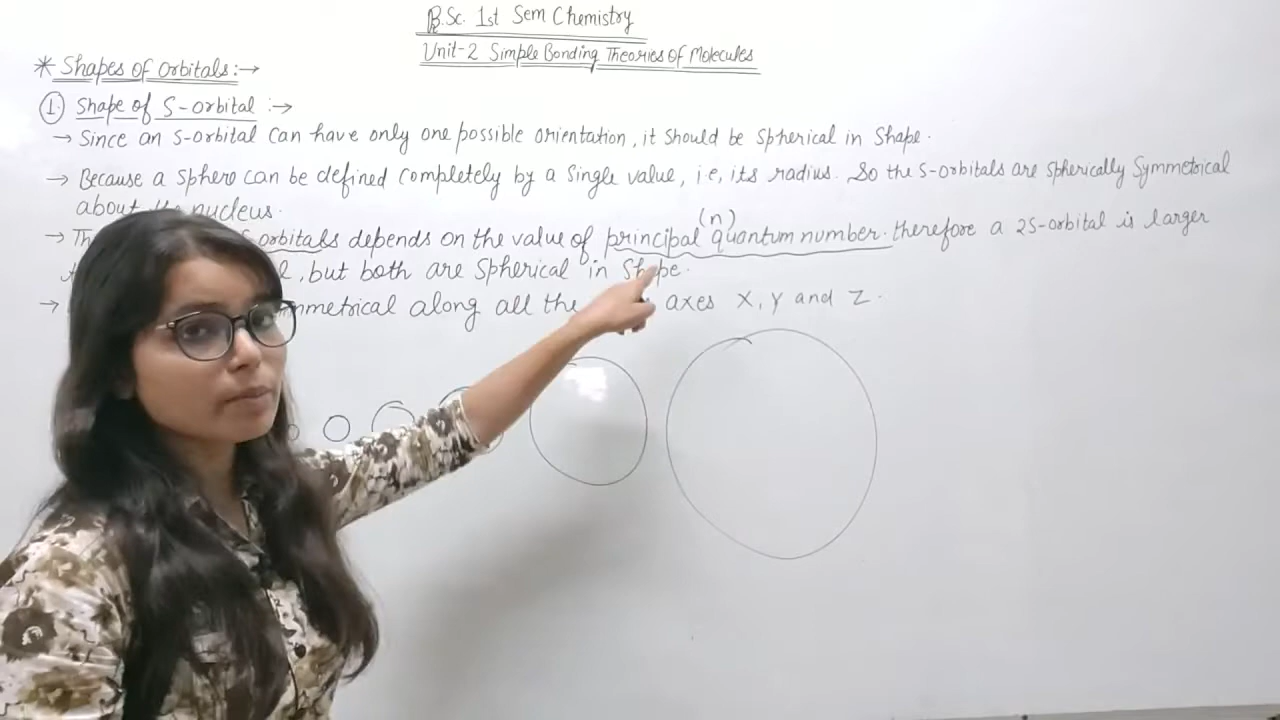 B.Sc. 1st Sem Chemistry
Unit-2 Simple Bonding Theories of Molecules
* Shapes of Orbitals:→
① Shape of S-orbital :→
→ Since an s-orbital can have only one possible orientation, it should be spherical in shape.
→ Because a sphere can be defined completely by a single value, i.e, its radius. So the s-orbitals are spherically symmetrical
about the nucleus.
(n)
→ orbitals depends on the value of principal quantum number. therefore a 2s-orbital is larger
, but both are spherical in shape.
→ along all the axes X, Y and Z.